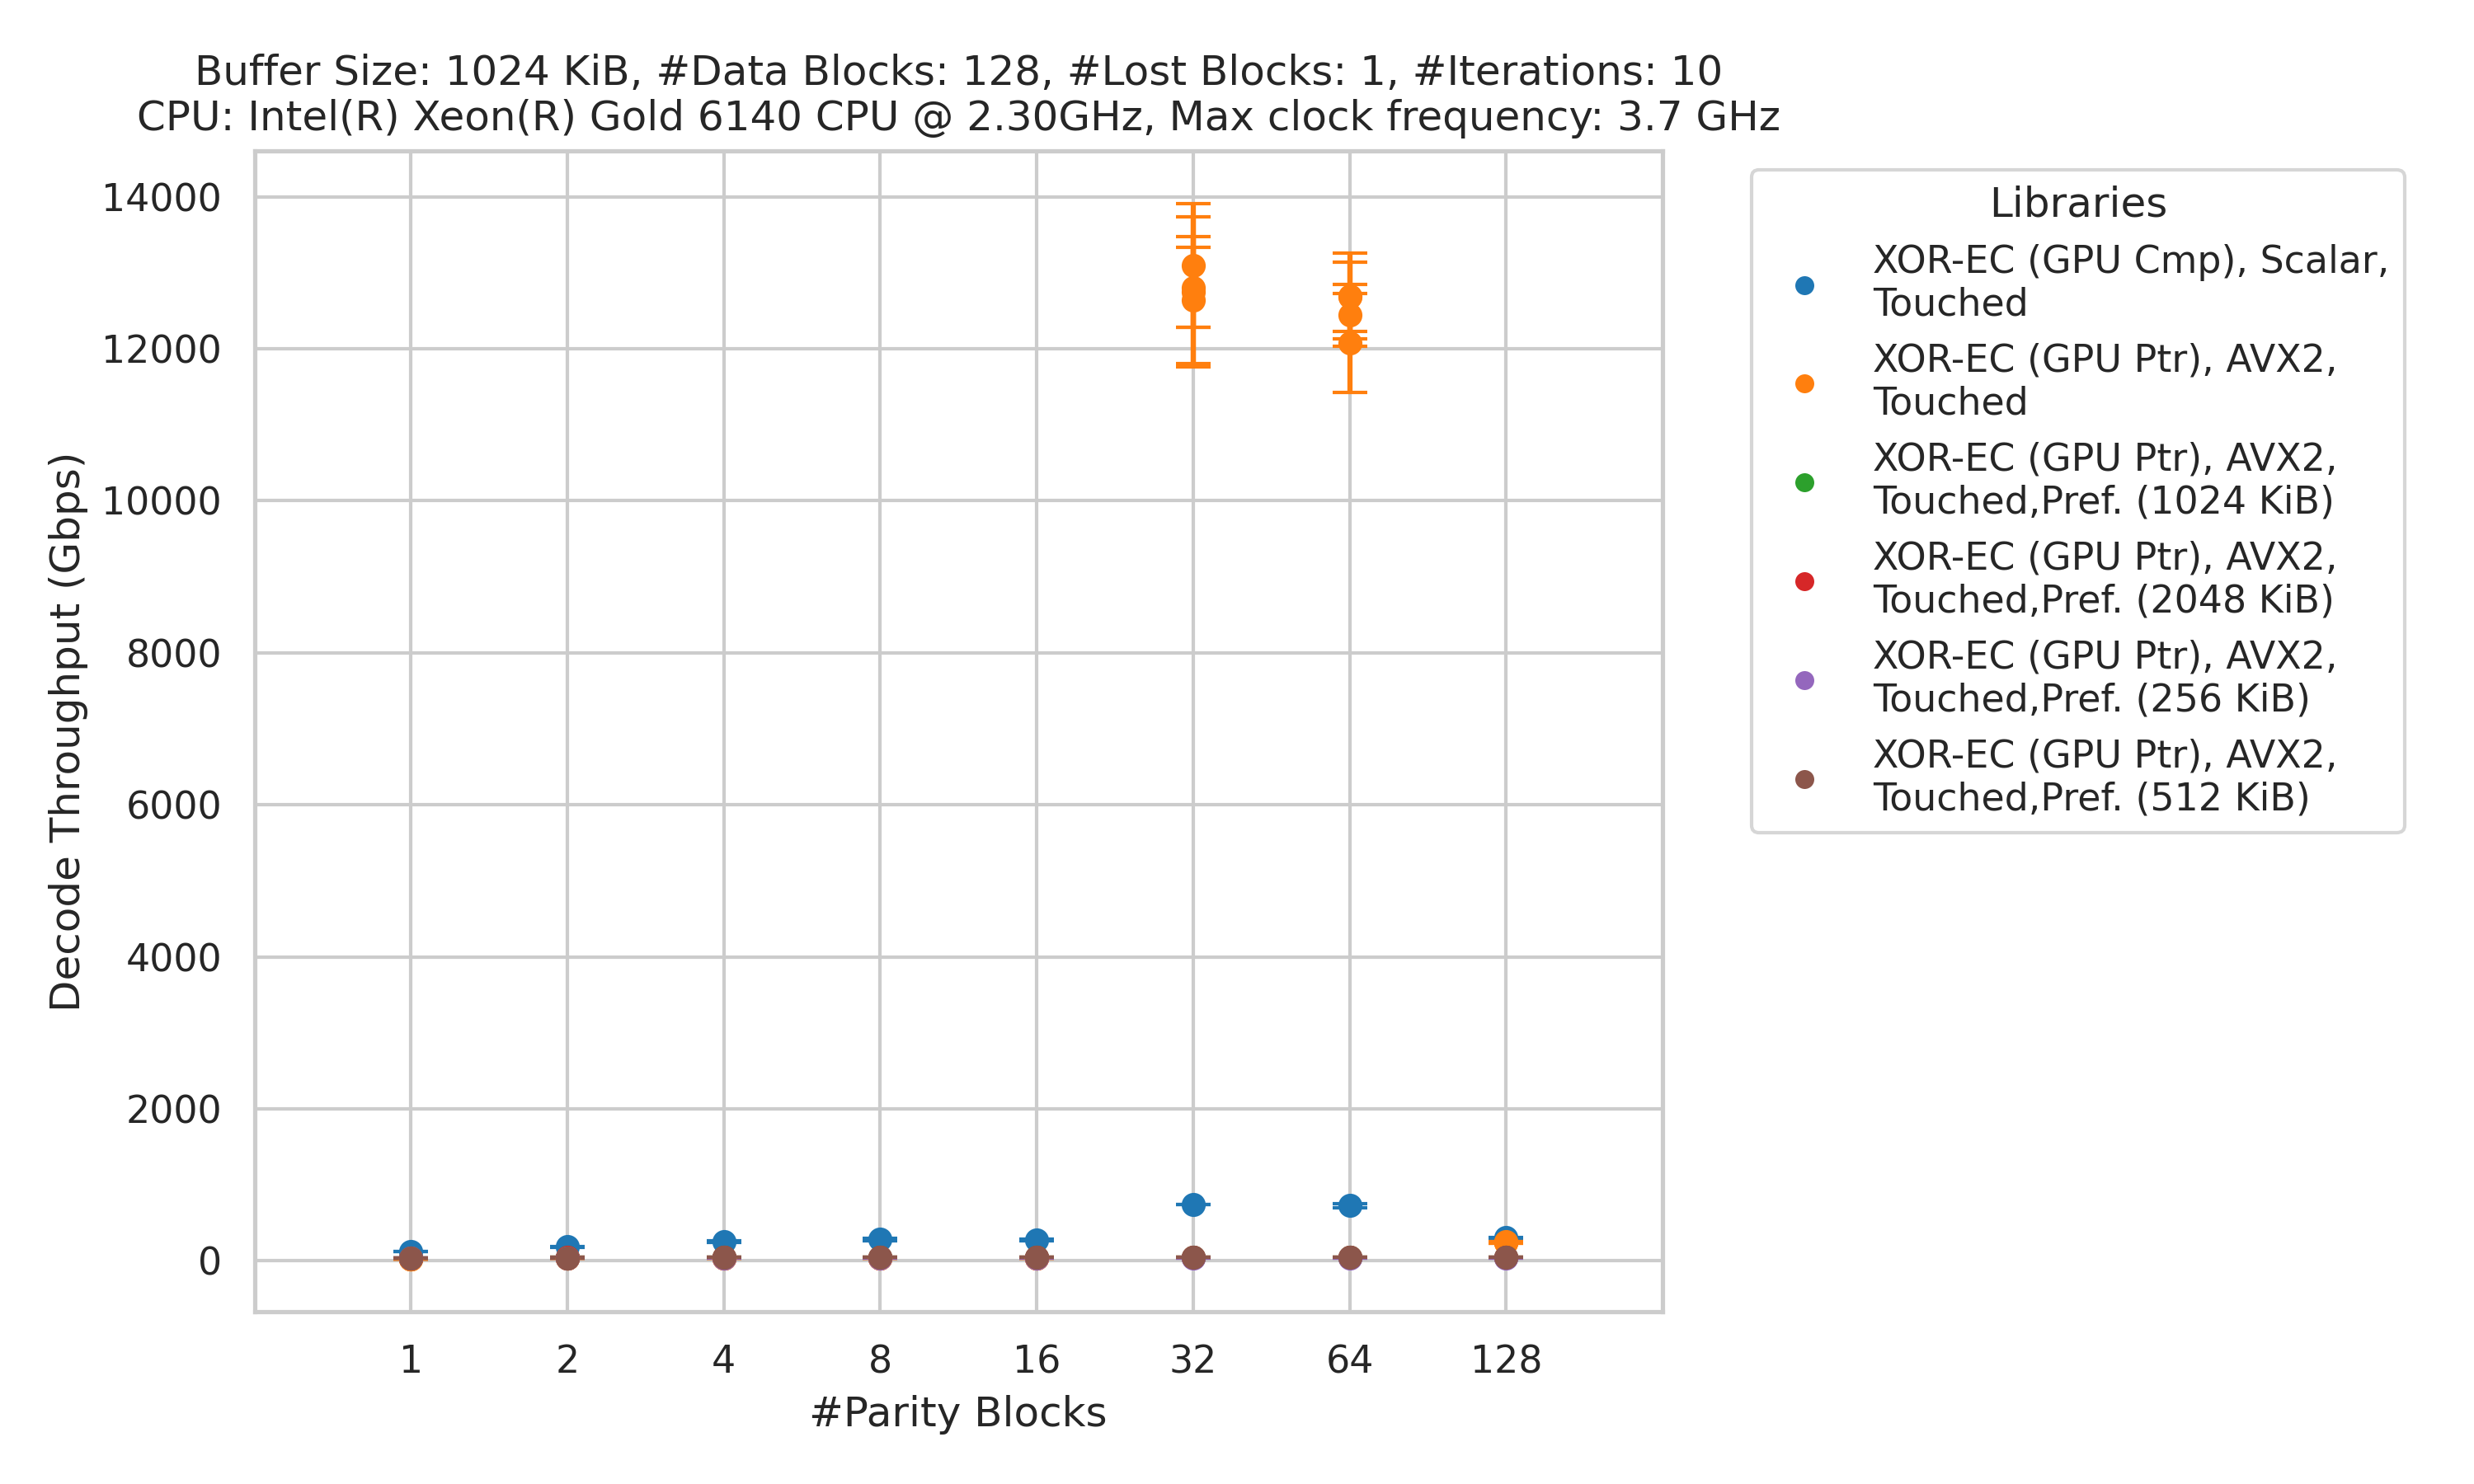 Buffer Size: 1024 KiB, #Data Blocks: 128, #Lost Blocks: 1, #Iterations: 10
CPU: Intel(R) Xeon(R) Gold 6140 CPU @ 2.30GHz, Max clock frequency: 3.7 GHz
Decode Throughput (Gbps)
14000
12000
10000
8000
6000
4000
2000
0
1 2 4 8 16 32 64 128
#Parity Blocks
Libraries
XOR-EC (GPU Cmp), Scalar,
Touched
XOR-EC (GPU Ptr), AVX2,
Touched
XOR-EC (GPU Ptr), AVX2,
Touched,Pref. (1024 KiB)
XOR-EC (GPU Ptr), AVX2,
Touched,Pref. (2048 KiB)
XOR-EC (GPU Ptr), AVX2,
Touched,Pref. (256 KiB)
XOR-EC (GPU Ptr), AVX2,
Touched,Pref. (512 KiB)